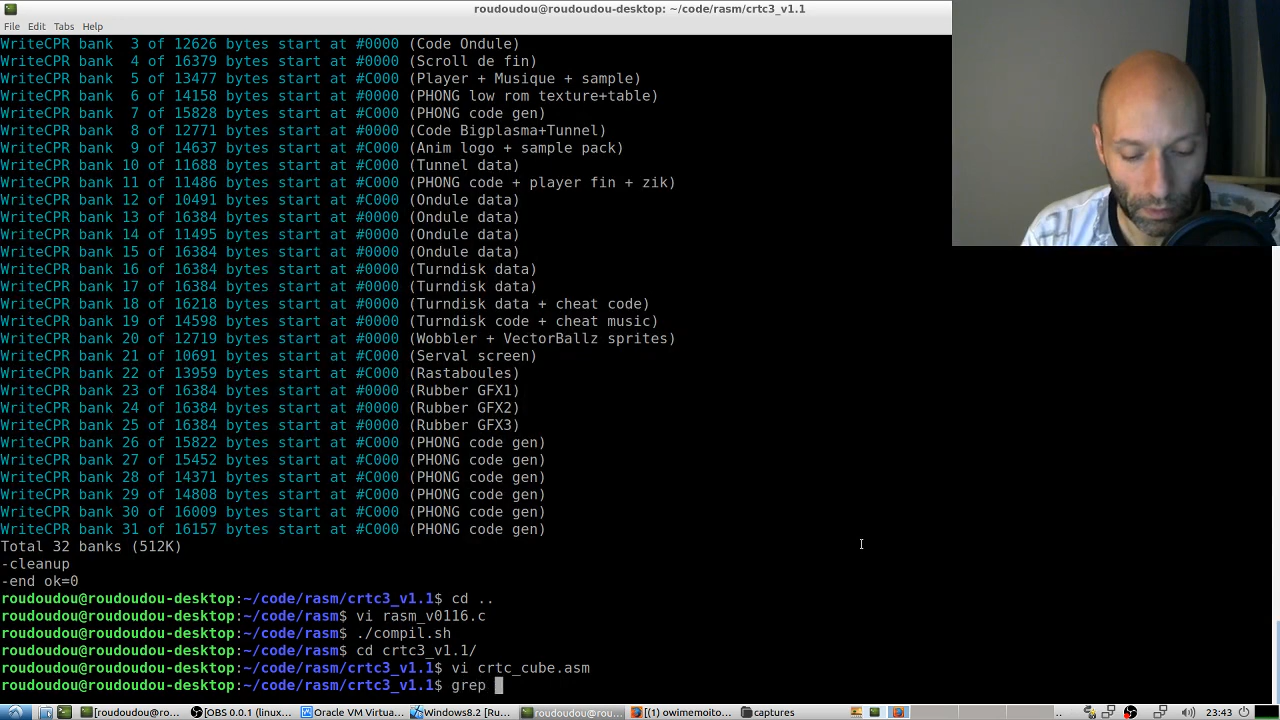 roudoudou@roudoudou-desktop: ~/code/rasm/crtc3_v1.1
File Edit Tabs Help
WriteCPR bank  3 of 12626 bytes start at #0000 (Code Ondule)
WriteCPR bank  4 of 16379 bytes start at #0000 (Scroll de fin)
WriteCPR bank  5 of 13477 bytes start at #C000 (Player + Musique + sample)
WriteCPR bank  6 of 14158 bytes start at #0000 (PHONG low rom texture+table)
WriteCPR bank  7 of 15828 bytes start at #C000 (PHONG code gen)
WriteCPR bank  8 of 12771 bytes start at #0000 (Code Bigplasma+Tunnel)
WriteCPR bank  9 of 14637 bytes start at #C000 (Anim logo + sample pack)
WriteCPR bank 10 of 11688 bytes start at #C000 (Tunnel data)
WriteCPR bank 11 of 11486 bytes start at #C000 (PHONG code + player fin + zik)
WriteCPR bank 12 of 10491 bytes start at #0000 (Ondule data)
WriteCPR bank 13 of 16384 bytes start at #0000 (Ondule data)
WriteCPR bank 14 of 11495 bytes start at #0000 (Ondule data)
WriteCPR bank 15 of 16384 bytes start at #0000 (Ondule data)
WriteCPR bank 16 of 16384 bytes start at #0000 (Turndisk data)
WriteCPR bank 17 of 16384 bytes start at #0000 (Turndisk data)
WriteCPR bank 18 of 16218 bytes start at #0000 (Turndisk data + cheat code)
WriteCPR bank 19 of 14598 bytes start at #C000 (Turndisk code + cheat music)
WriteCPR bank 20 of 12719 bytes start at #0000 (Wobbler + VectorBallz sprites)
WriteCPR bank 21 of 10691 bytes start at #C000 (Serval screen)
WriteCPR bank 22 of 13959 bytes start at #C000 (Rastaboules)
WriteCPR bank 23 of 16384 bytes start at #0000 (Rubber GFX1)
WriteCPR bank 24 of 16384 bytes start at #0000 (Rubber GFX2)
WriteCPR bank 25 of 16384 bytes start at #0000 (Rubber GFX3)
WriteCPR bank 26 of 15822 bytes start at #C000 (PHONG code gen)
WriteCPR bank 27 of 15452 bytes start at #C000 (PHONG code gen)
WriteCPR bank 28 of 14371 bytes start at #C000 (PHONG code gen)
WriteCPR bank 29 of 14808 bytes start at #C000 (PHONG code gen)
WriteCPR bank 30 of 16009 bytes start at #C000 (PHONG code gen)
WriteCPR bank 31 of 16157 bytes start at #C000 (PHONG code gen)
Total 32 banks (512K)
-cleanup
-end ok=0
roudoudou@roudoudou-desktop:~/code/rasm/crtc3_v1.1$ cd ..
roudoudou@roudoudou-desktop:~/code/rasm$ vi rasm_v0116.c
roudoudou@roudoudou-desktop:~/code/rasm$ ./compil.sh
roudoudou@roudoudou-desktop:~/code/rasm$ cd crtc3_v1.1/
roudoudou@roudoudou-desktop:~/code/rasm/crtc3_v1.1$ vi crtc_cube.asm
roudoudou@roudoudou-desktop:~/code/rasm/crtc3_v1.1$ grep
[roudoudou@ro... [OBS 0.0.1 (linux... Oracle VM Virtua... Windows8.2 [Ru... roudoudou@rou... [(1) owimemoito... captures 23:43